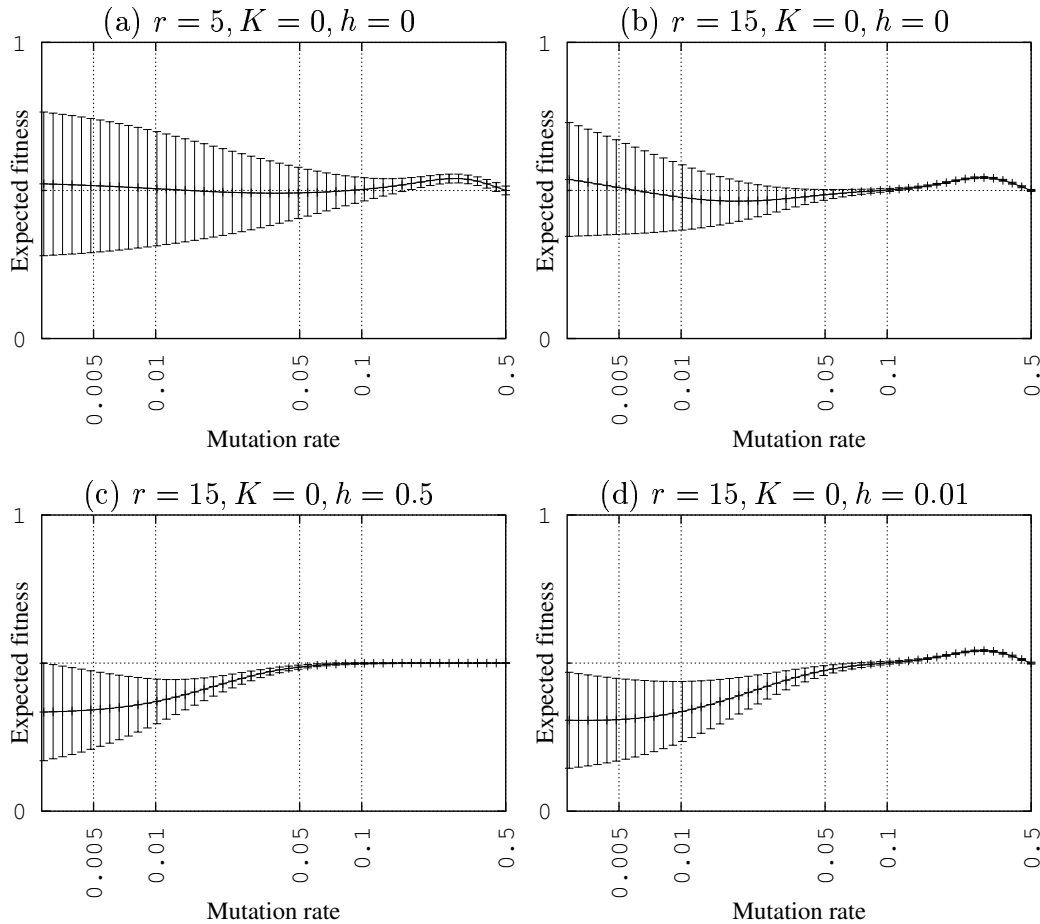 (a) r = 5, K = 0, h = 0
1
Expected fitness
0
0.005
0.01
0.05
0.1
0.5
Mutation rate
(b) r = 15, K = 0, h = 0
1
Expected fitness
0
0.005
0.01
0.05
0.1
0.5
Mutation rate
(c) r = 15, K = 0, h = 0.5
1
Expected fitness
0
0.005
0.01
0.05
0.1
0.5
Mutation rate
(d) r = 15, K = 0, h = 0.01
1
Expected fitness
0
0.005
0.01
0.05
0.1
0.5
Mutation rate